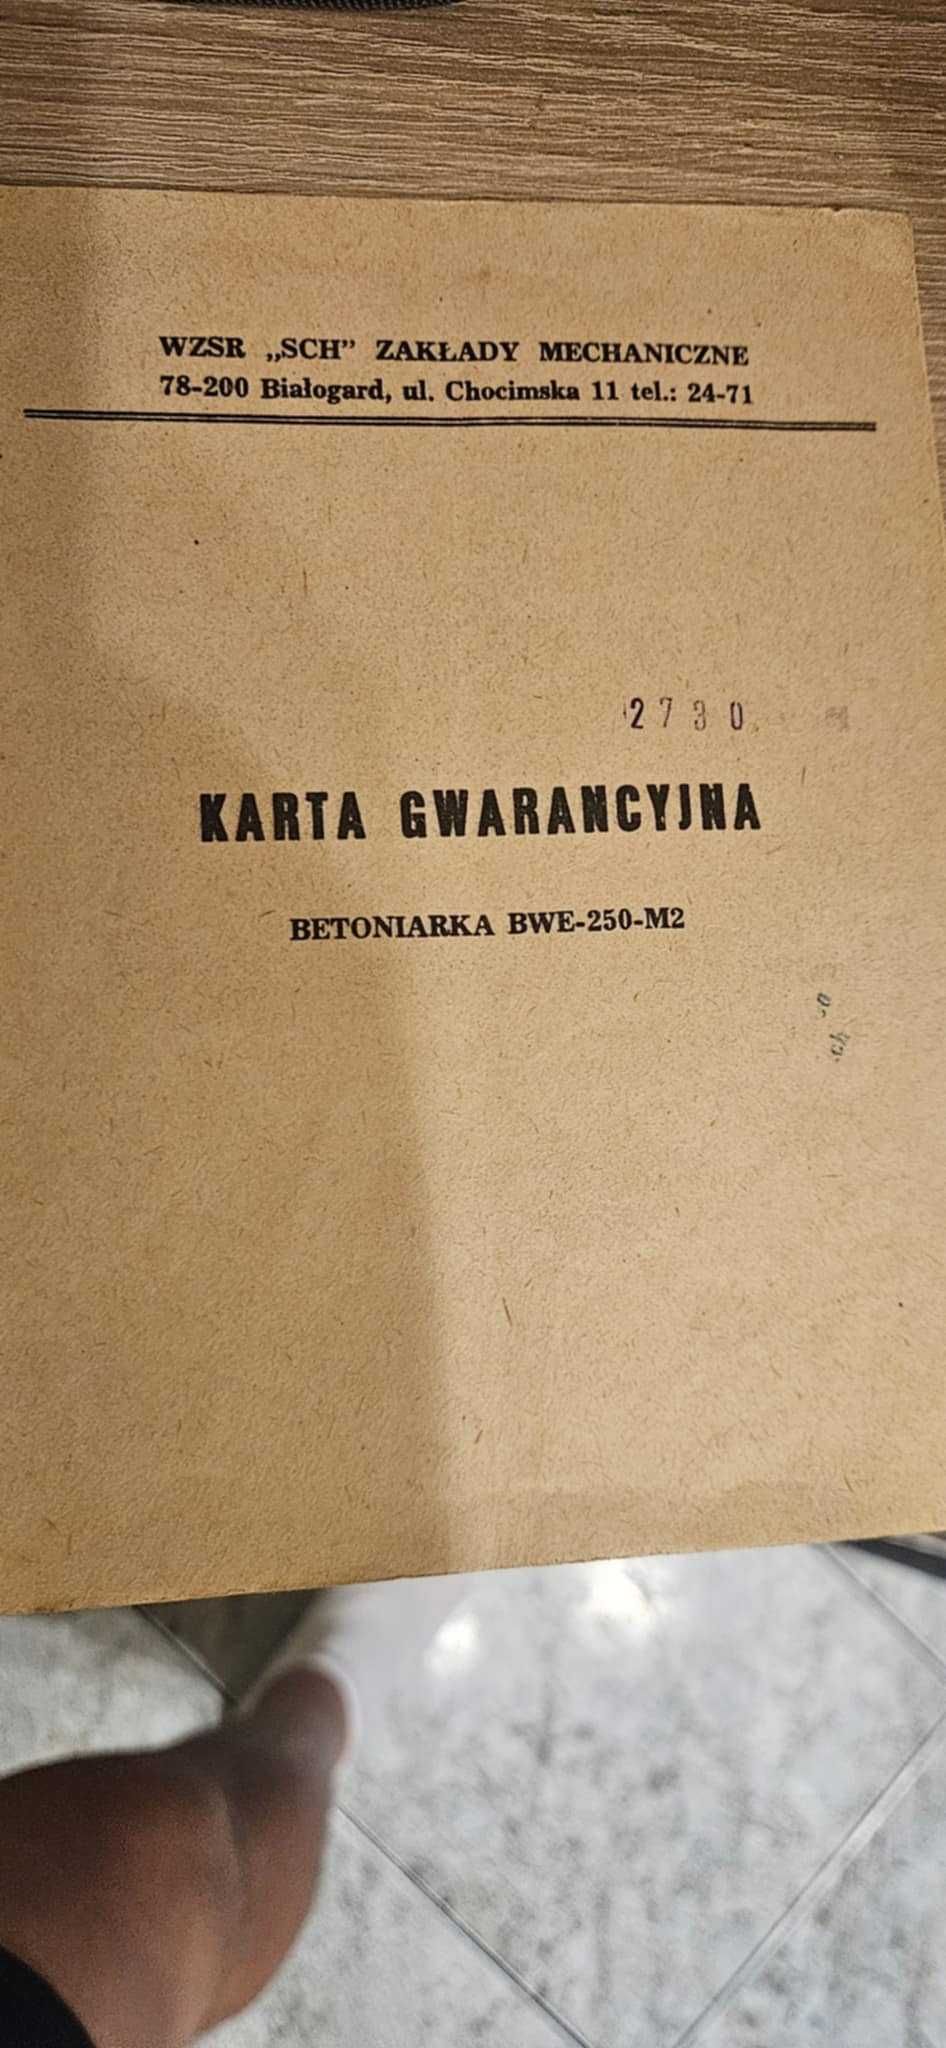 WZSR „SCH” ZAKŁADY MECHANICZNE
78-200 Białogard, ul. Chocimska 11 tel.: 24-71
2730
KARTA GWARANCYJNA
BETONIARKA BWE-250-M2